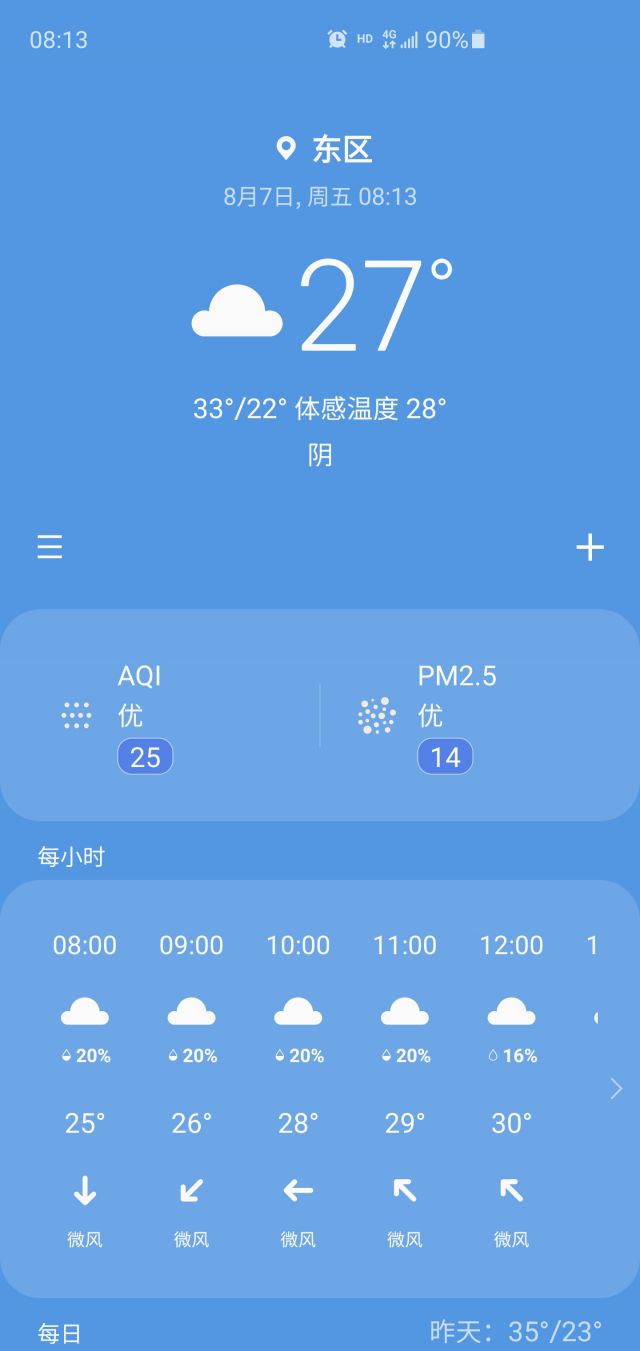 08:13 HD 4G 90%
东区
8月7日, 周五 08:13
27°
33°/22° 体感温度 28°
阴
AQI PM2.5
优 优
25 14
每小时
08:00 09:00 10:00 11:00 12:00 1
20% 20% 20% 20% 16%
25° 26° 28° 29° 30°
微风 微风 微风 微风 微风
每日 昨天：35°/23°